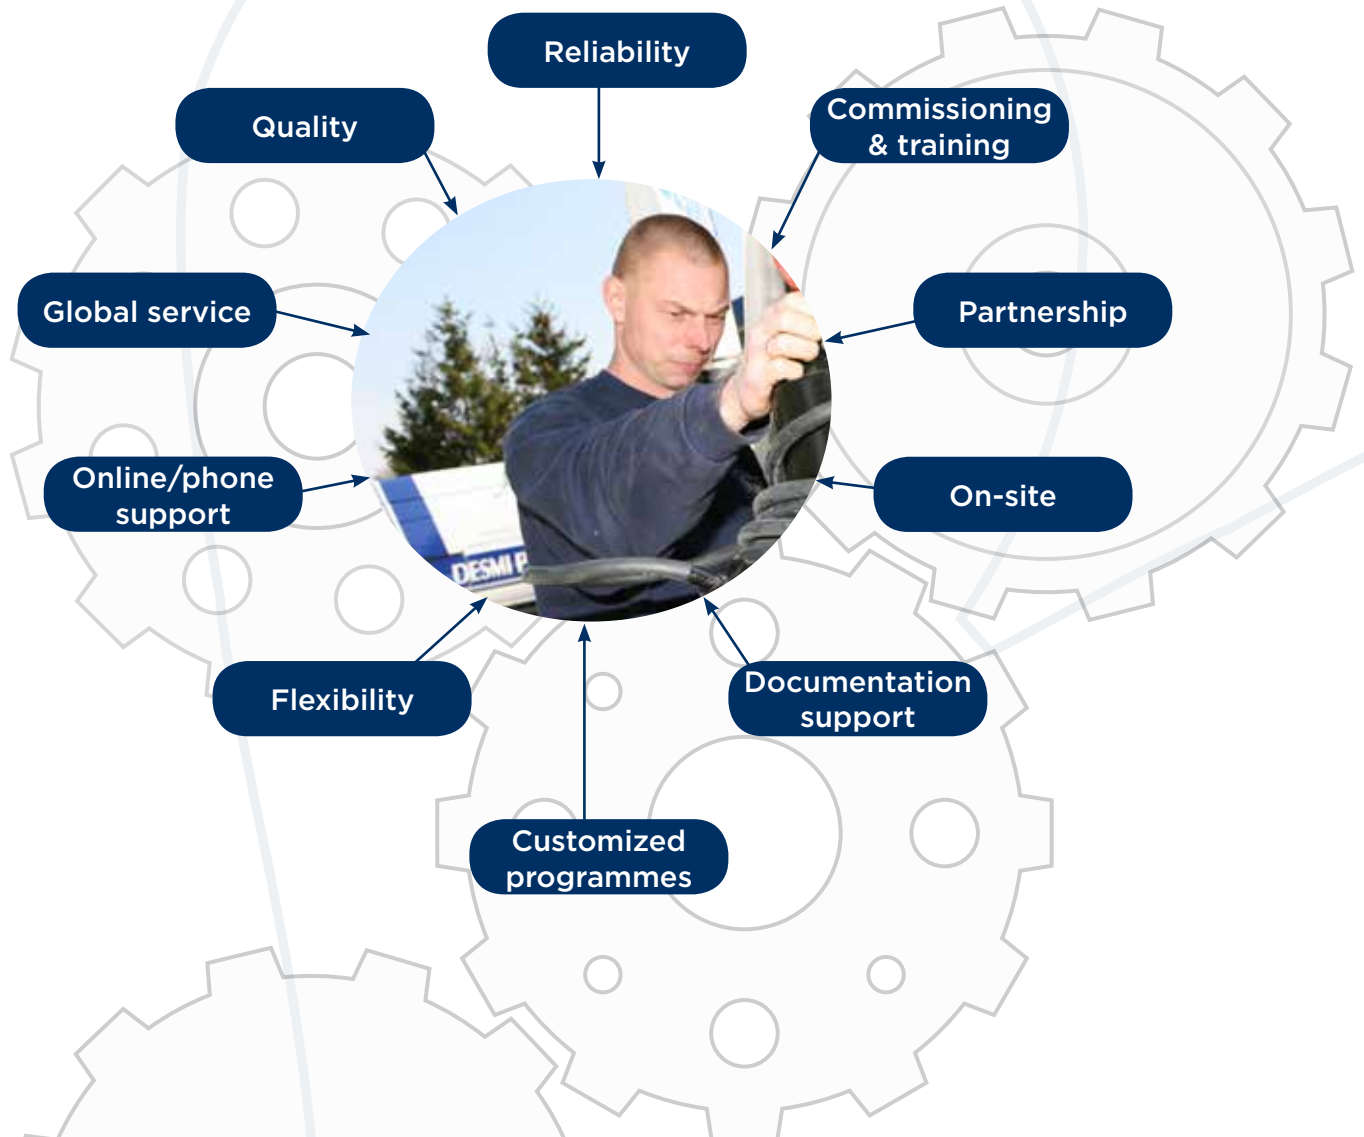 Reliability
Quality
Commissioning
& training
Global service
Partnership
Online/phone
support
On-site
DESMI P
Flexibility
Documentation
support
Customized
programmes